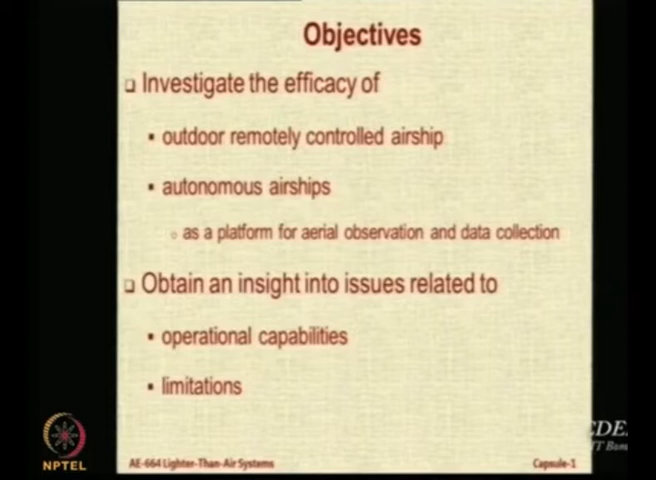 Objectives
Investigate the efficacy of
outdoor remotely controlled airship
autonomous airships
as a platform for aerial observation and data collection
Obtain an insight into issues related to
operational capabilities
limitations
NPTEL
AE-664 Lighter-Than-Air Systems
Capsule-1